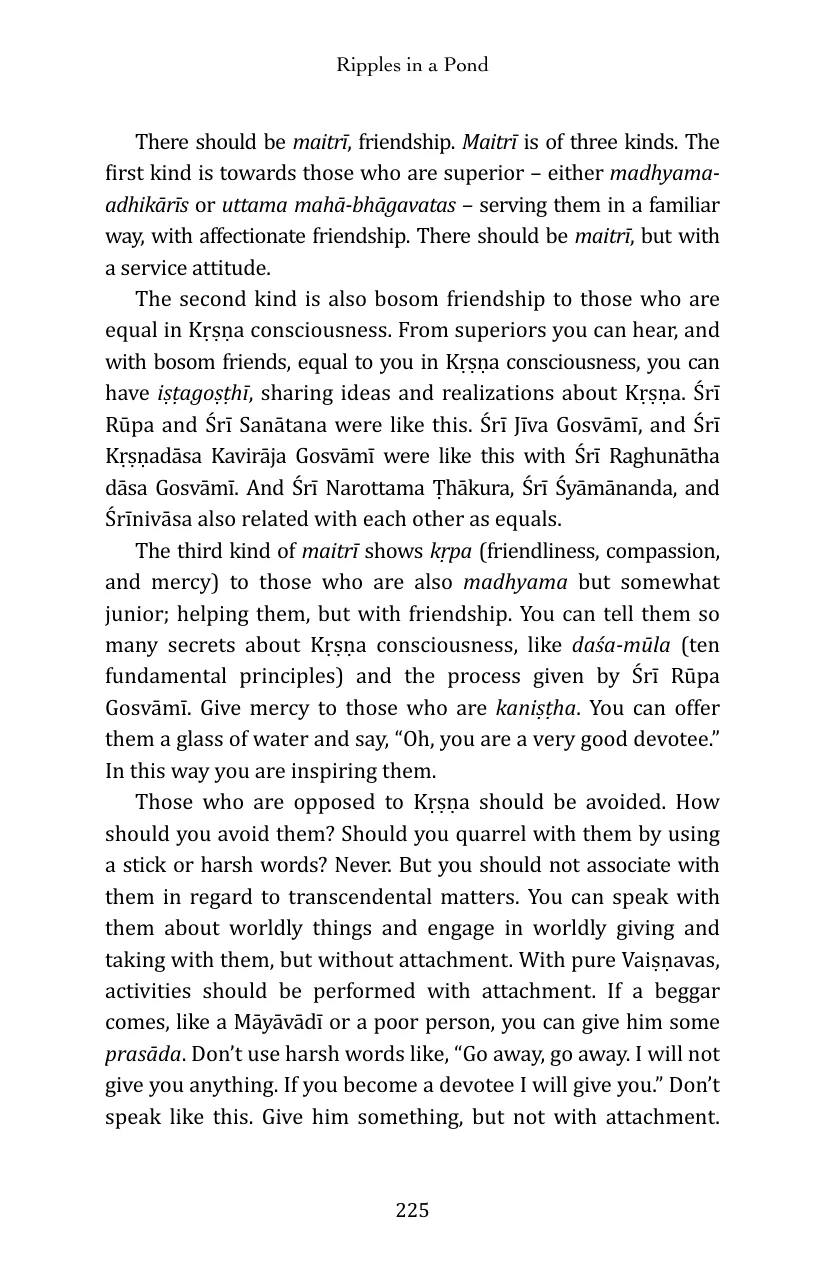 Ripples in a Pond
There should be maitrī, friendship. Maitrī is of three kinds. The
first kind is towards those who are superior – either madhyama-
adhikārīs or uttama mahā-bhāgavatas – serving them in a familiar
way, with affectionate friendship. There should be maitrī, but with
a service attitude.
The second kind is also bosom friendship to those who are
equal in Kṛṣṇa consciousness. From superiors you can hear, and
with bosom friends, equal to you in Kṛṣṇa consciousness, you can
have iṣṭagoṣṭhī, sharing ideas and realizations about Kṛṣṇa. Śrī
Rūpa and Śrī Sanātana were like this. Śrī Jīva Gosvāmī, and Śrī
Kṛṣṇadāsa Kavirāja Gosvāmī were like this with Śrī Raghunātha
dāsa Gosvāmī. And Śrī Narottama Ṭhākura, Śrī Śyāmānanda, and
Śrīnivāsa also related with each other as equals.
The third kind of maitrī shows kṛpa (friendliness, compassion,
and mercy) to those who are also madhyama but somewhat
junior; helping them, but with friendship. You can tell them so
many secrets about Kṛṣṇa consciousness, like daśa-mūla (ten
fundamental principles) and the process given by Śrī Rūpa
Gosvāmī. Give mercy to those who are kaniṣṭha. You can offer
them a glass of water and say, “Oh, you are a very good devotee.”
In this way you are inspiring them.
Those who are opposed to Kṛṣṇa should be avoided. How
should you avoid them? Should you quarrel with them by using
a stick or harsh words? Never. But you should not associate with
them in regard to transcendental matters. You can speak with
them about worldly things and engage in worldly giving and
taking with them, but without attachment. With pure Vaiṣṇavas,
activities should be performed with attachment. If a beggar
comes, like a Māyāvādī or a poor person, you can give him some
prasāda. Don’t use harsh words like, “Go away, go away. I will not
give you anything. If you become a devotee I will give you.” Don’t
speak like this. Give him something, but not with attachment.
225